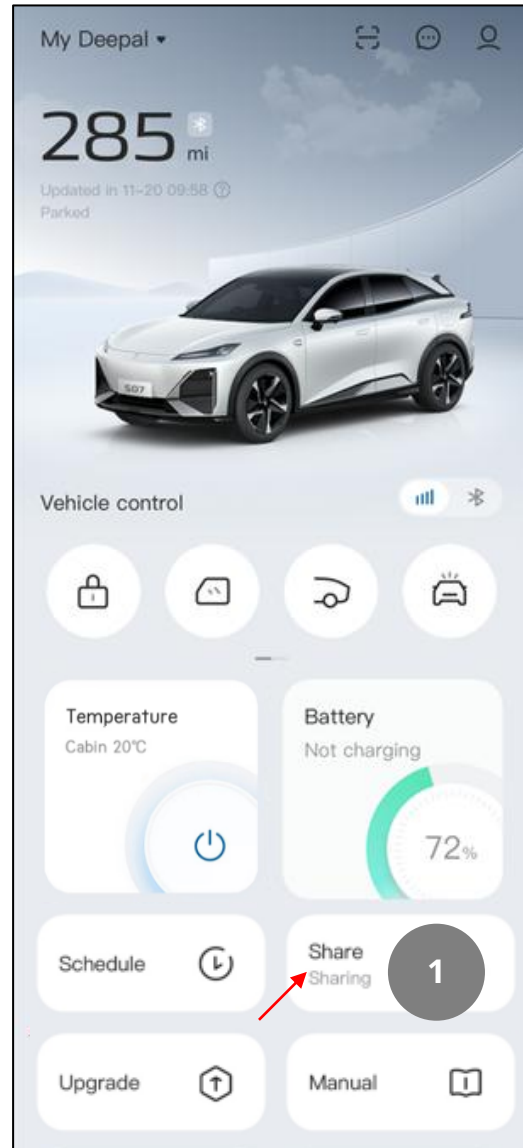 My Deepal
285 mi
Updated in 11-20 09:58
Parked
S07
Vehicle control
Temperature
Cabin 20°C
Battery
Not charging
72%
Schedule
Share
Sharing
1
Upgrade
Manual